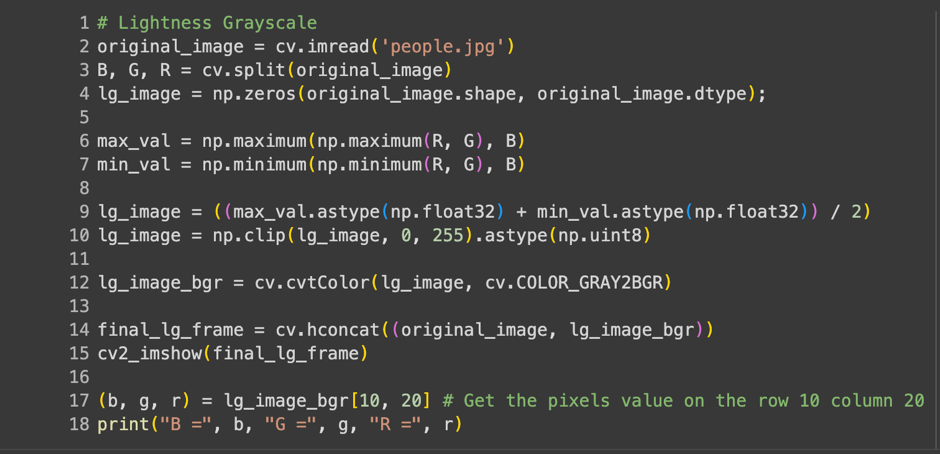 1 # Lightness Grayscale
2 original_image = cv.imread('people.jpg')
3 B, G, R = cv.split(original_image)
4 lg_image = np.zeros(original_image.shape, original_image.dtype);
5
6 max_val = np.maximum(np.maximum(R, G), B)
7 min_val = np.minimum(np.minimum(R, G), B)
8
9 lg_image = ((max_val.astype(np.float32) + min_val.astype(np.float32)) / 2)
10 lg_image = np.clip(lg_image, 0, 255).astype(np.uint8)
11
12 lg_image_bgr = cv.cvtColor(lg_image, cv.COLOR_GRAY2BGR)
13
14 final_lg_frame = cv.hconcat((original_image, lg_image_bgr))
15 cv2_imshow(final_lg_frame)
16
17 (b, g, r) = lg_image_bgr[10, 20] # Get the pixels value on the row 10 column 20
18 print("B =", b, "G =", g, "R =", r)